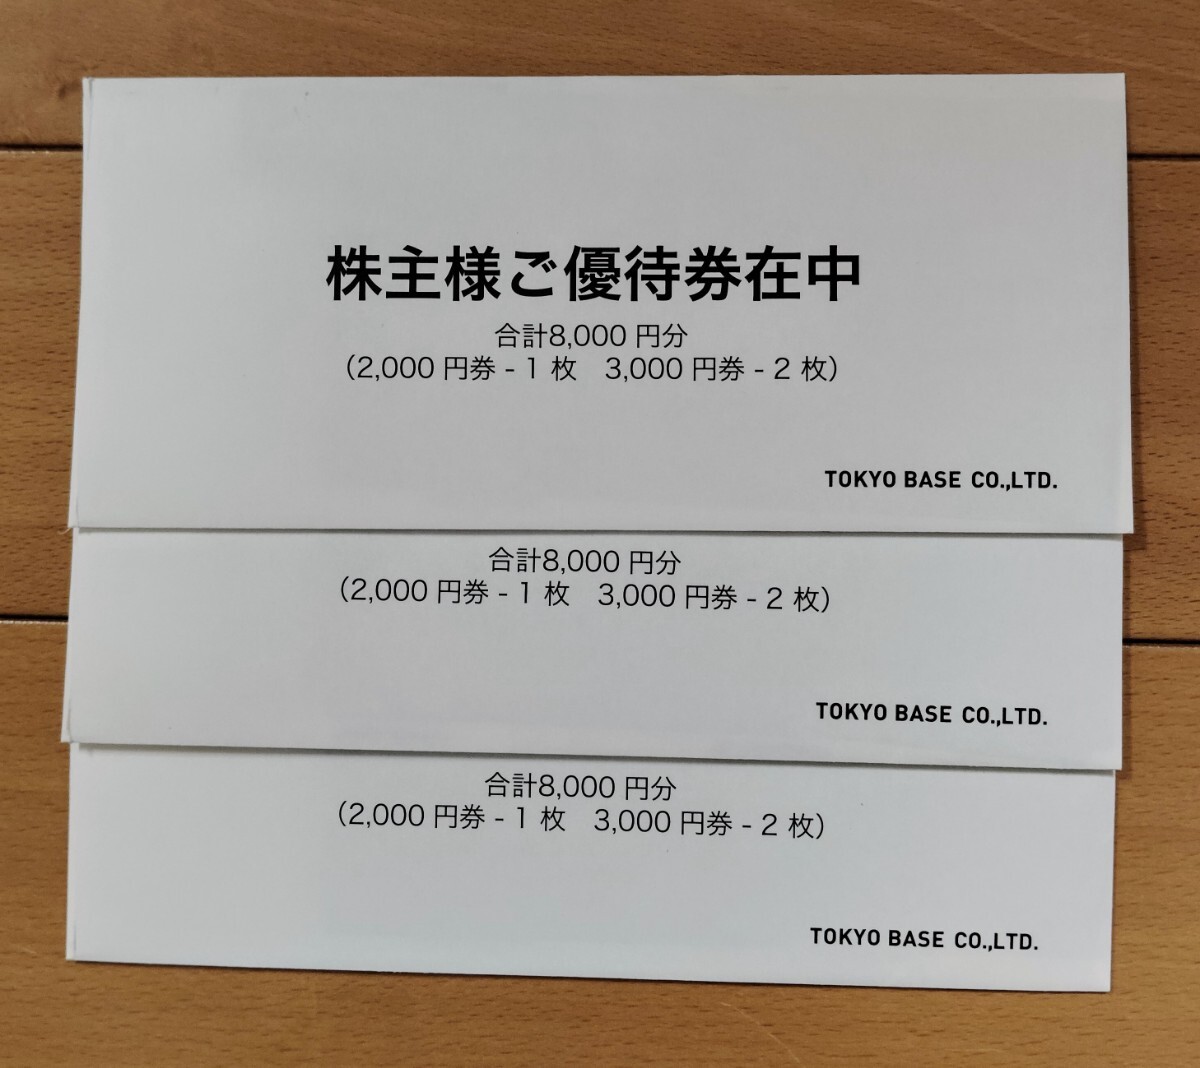 株主様ご優待券在中
合計8,000 円分
（2,000 円券 - 1 枚　3,000 円券 - 2 枚）
TOKYO BASE CO.,LTD.
合計8,000 円分
（2,000 円券 - 1 枚　3,000 円券 - 2 枚）
TOKYO BASE CO.,LTD.
合計8,000 円分
（2,000 円券 - 1 枚　3,000 円券 - 2 枚）
TOKYO BASE CO.,LTD.